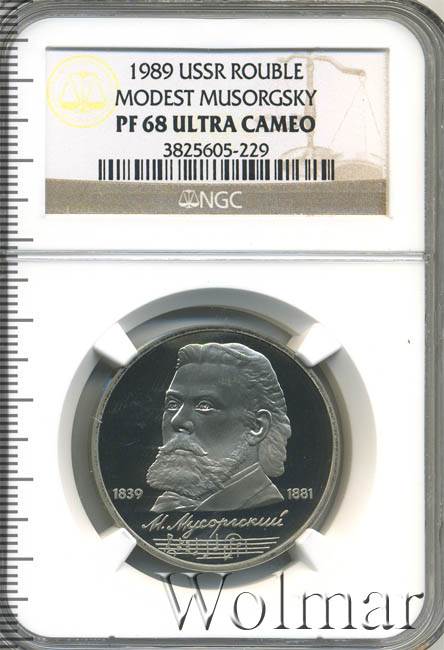 1989 USSR ROUBLE
MODEST MUSORGSKY
PF 68 ULTRA CAMEO
3825605-229
NGC
1839 1881
М. Мусоргский
Wolmar